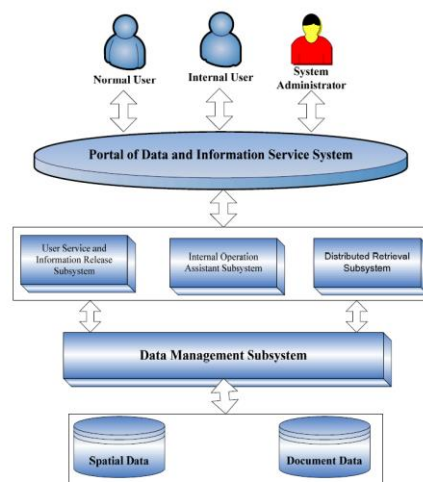 Normal User
Internal User
System
Administrator
Portal of Data and Information Service System
User Service and
Information Release
Subsystem
Internal Operation
Assistant Subsystem
Distributed Retrieval
Subsystem
Data Management Subsystem
Spatial Data
Document Data